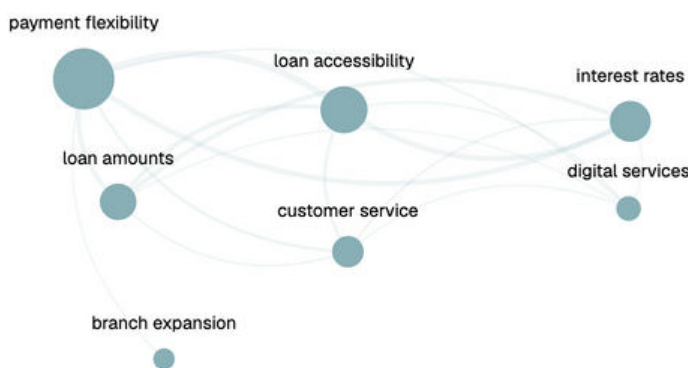 payment flexibility
loan accessibility
interest rates
loan amounts
digital services
customer service
branch expansion